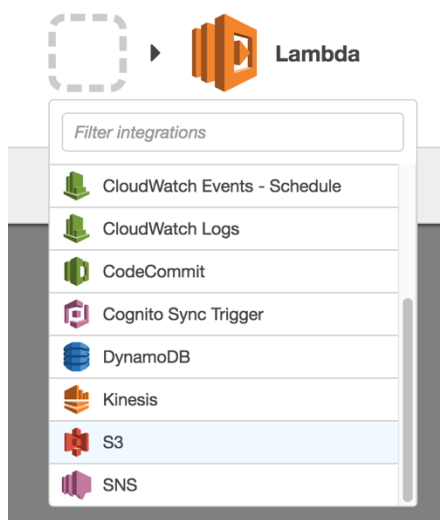 Lambda
Filter integrations
CloudWatch Events - Schedule
CloudWatch Logs
CodeCommit
Cognito Sync Trigger
DynamoDB
Kinesis
S3
SNS